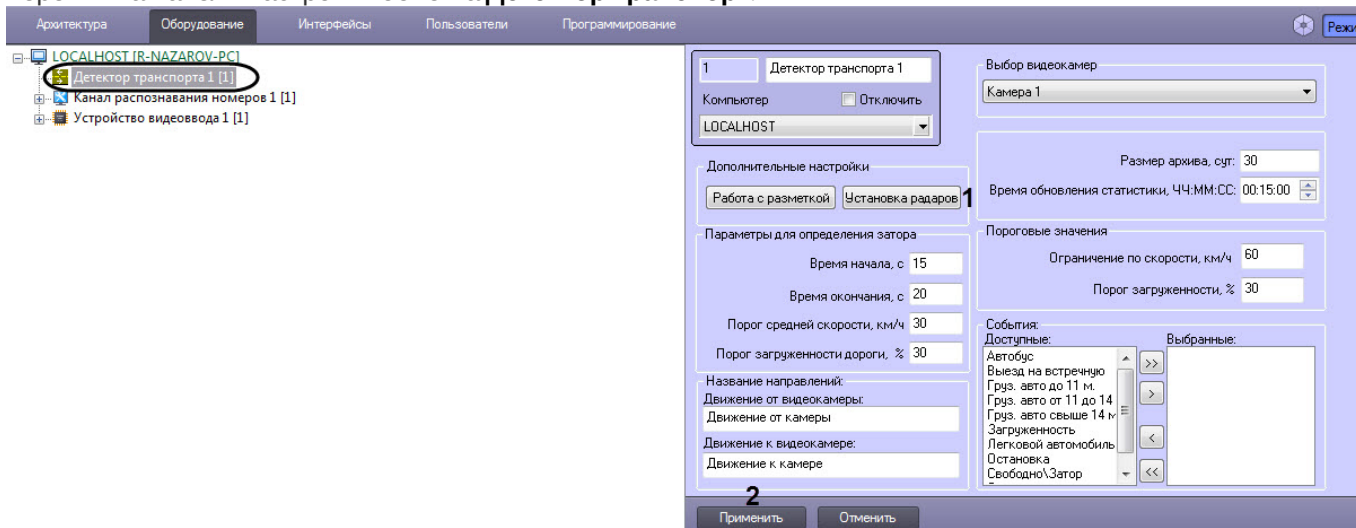 Архитектура Оборудование Интерфейсы Пользователи Программирование
LOCALHOST [R-NAZAROV-PC]
Детектор транспорта 1 [1]
Канал распознавания номеров 1 [1]
Устройство видеоввода 1 [1]
1 Детектор транспорта 1
Компьютер Отключить
LOCALHOST
Дополнительные настройки
Работа с разметкой Установка радаров 1
Параметры для определения затора
Время начала, с 15
Время окончания, с 20
Порог средней скорости, км/ч 30
Порог загруженности дороги, % 30
Название направлений:
Движение от видеокамеры:
Движение от камеры
Движение к видеокамере:
Движение к камере
Выбор видеокамер
Камера 1
Размер архива, сут: 30
Время обновления статистики, ЧЧ:ММ:СС: 00:15:00
Пороговые значения
Ограничение по скорости, км/ч 60
Порог загруженности, % 30
События:
Доступные: Выбранные:
Автобус
Выезд на встречную
Груз. авто до 11 м.
Груз. авто от 11 до 14
Груз. авто свыше 14 м
Загруженность
Легковой автомобиль
Остановка
Свободно\Затор
>>
>
<
<<
2
Применить Отменить